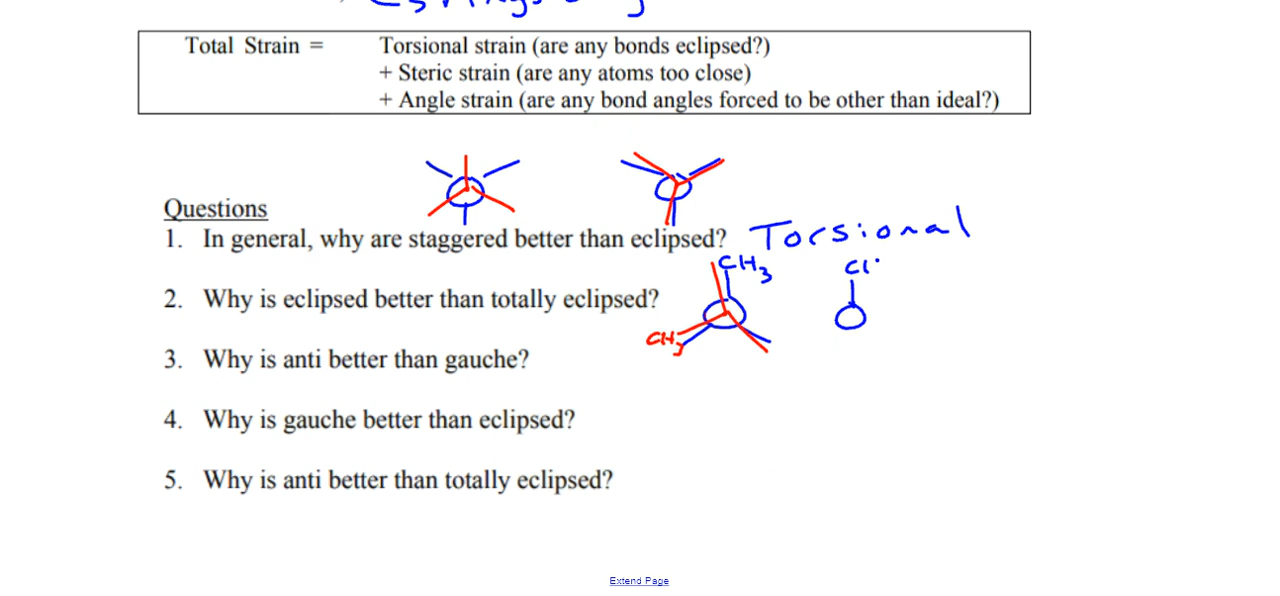 Total Strain = Torsional strain (are any bonds eclipsed?)
+ Steric strain (are any atoms too close)
+ Angle strain (are any bond angles forced to be other than ideal?)
Questions
1. In general, why are staggered better than eclipsed? Torsional
CH3 Cl
2. Why is eclipsed better than totally eclipsed?
CH3
3. Why is anti better than gauche?
4. Why is gauche better than eclipsed?
5. Why is anti better than totally eclipsed?
Extend Page